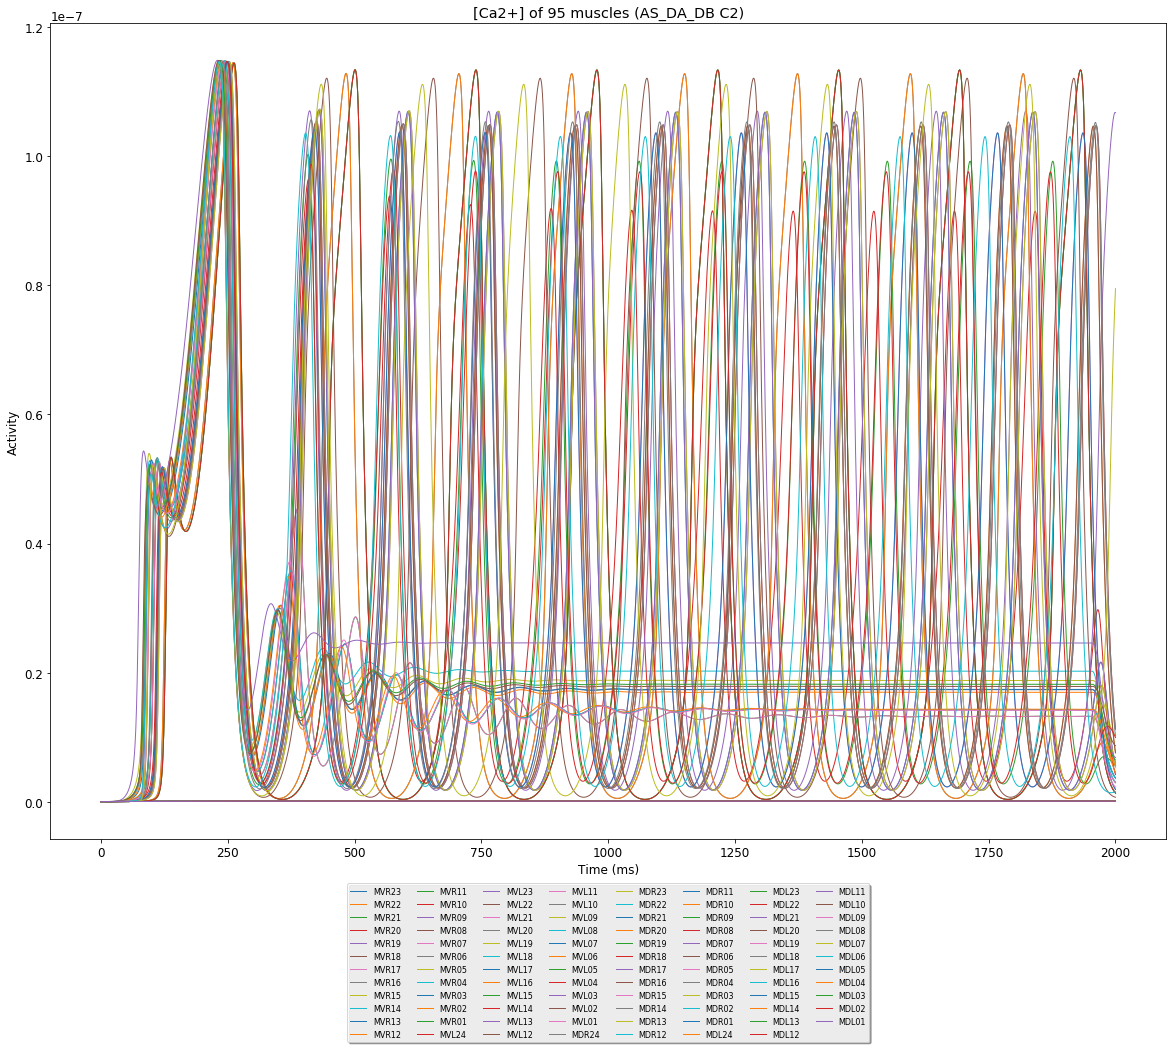 [Ca2+] of 95 muscles (AS_DA_DB C2)
1e−7
1.2
1.0
0.8
0.6
0.4
0.2
0.0
Activity
0 250 500 750 1000 1250 1500 1750 2000
Time (ms)
MVR23 MVR11 MVL23 MVL11 MDR23 MDR11 MDL23 MDL11
MVR22 MVR10 MVL22 MVL10 MDR22 MDR10 MDL22 MDL10
MVR21 MVR09 MVL21 MVL09 MDR21 MDR09 MDL21 MDL09
MVR20 MVR08 MVL20 MVL08 MDR20 MDR08 MDL20 MDL08
MVR19 MVR07 MVL19 MVL07 MDR19 MDR07 MDL19 MDL07
MVR18 MVR06 MVL18 MVL06 MDR18 MDR06 MDL18 MDL06
MVR17 MVR05 MVL17 MVL05 MDR17 MDR05 MDL17 MDL05
MVR16 MVR04 MVL16 MVL04 MDR16 MDR04 MDL16 MDL04
MVR15 MVR03 MVL15 MVL03 MDR15 MDR03 MDL15 MDL03
MVR14 MVR02 MVL14 MVL02 MDR14 MDR02 MDL14 MDL02
MVR13 MVR01 MVL13 MVL01 MDR13 MDR01 MDL13 MDL01
MVR12 MVL24 MVL12 MDR24 MDR12 MDL24 MDL12